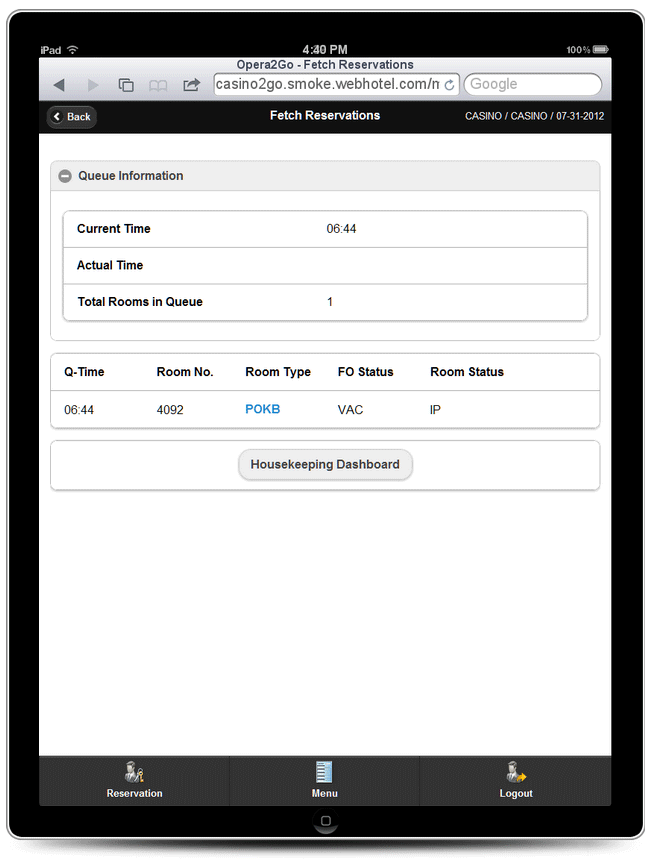 iPad 4:40 PM 100%
Opera2Go - Fetch Reservations
casino2go.smoke.webhotel.com/m Google
Back Fetch Reservations CASINO / CASINO / 07-31-2012
Queue Information
Current Time 06:44
Actual Time
Total Rooms in Queue 1
Q-Time Room No. Room Type FO Status Room Status
06:44 4092 POKB VAC IP
Housekeeping Dashboard
Reservation Menu Logout